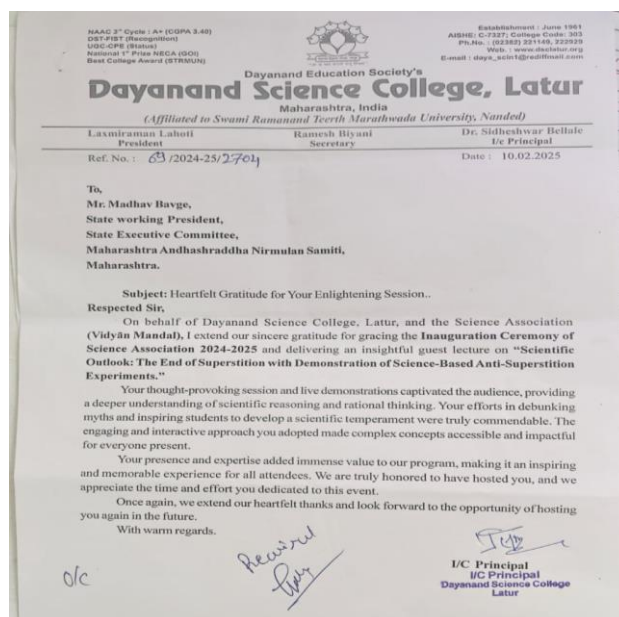 NAAC 3rd Cycle : A+ (CGPA 3.40)
DST-FIST (Recognition)
UGC-CPE (Status)
National 1st Prize NECA (GOI)
Best College Award (STRMUN)
Establishment : June 1961
AISHE: C-7327; College Code: 303
Ph.No. : (02382) 221149, 222929
Web. : www.dsclatur.org
E-mail : daya_scin1@rediffmail.com
Dayanand Education Society's
Dayanand Science College, Latur
Maharashtra, India
(Affiliated to Swami Ramanand Teerth Marathwada University, Nanded)
Laxmiraman Lahoti
President
Ramesh Biyani
Secretary
Dr. Sidheshwar Bellale
I/c Principal
Ref. No. : 69 /2024-25/2704
Date : 10.02.2025
To,
Mr. Madhav Bavge,
State working President,
State Executive Committee,
Maharashtra Andhashraddha Nirmulan Samiti,
Maharashtra.
Subject: Heartfelt Gratitude for Your Enlightening Session..
Respected Sir,
On behalf of Dayanand Science College, Latur, and the Science Association
(Vidyān Mandal), I extend our sincere gratitude for gracing the Inauguration Ceremony of
Science Association 2024-2025 and delivering an insightful guest lecture on "Scientific
Outlook: The End of Superstition with Demonstration of Science-Based Anti-Superstition
Experiments."
Your thought-provoking session and live demonstrations captivated the audience, providing
a deeper understanding of scientific reasoning and rational thinking. Your efforts in debunking
myths and inspiring students to develop a scientific temperament were truly commendable. The
engaging and interactive approach you adopted made complex concepts accessible and impactful
for everyone present.
Your presence and expertise added immense value to our program, making it an inspiring
and memorable experience for all attendees. We are truly honored to have hosted you, and we
appreciate the time and effort you dedicated to this event.
Once again, we extend our heartfelt thanks and look forward to the opportunity of hosting
you again in the future.
With warm regards.
O/C
I/C Principal
I/C Principal
Dayanand Science College
Latur